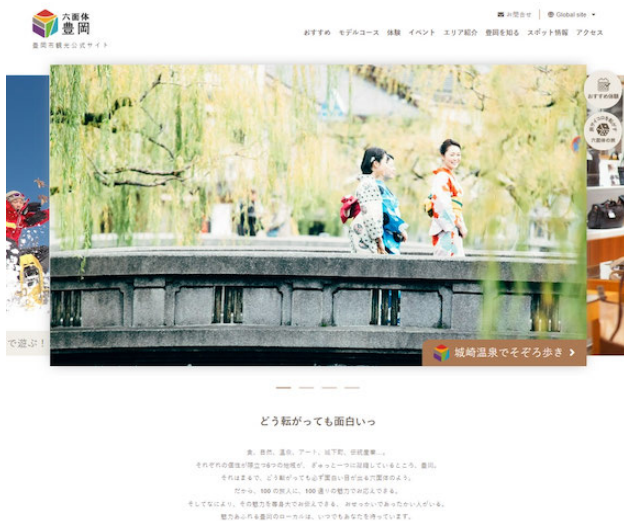 六面体
豊岡
豊岡市観光公式サイト
お問合せ
Global site
おすすめ モデルコース 体験 イベント エリア紹介 豊岡を知る スポット情報 アクセス
おすすめ体験
で遊ぶ!
城崎温泉でそぞろ歩き
どう転がっても面白いっ
食、自然、温泉、アート、城下町、伝統産業…。
それぞれの個性が際立つ6つの地域が、ぎゅっと一つに凝縮しているところ、豊岡。
それはまるで、どう転がっても必ず面白い目が出る六面体のよう。
だから、100 の旅人に、100 通りの魅力でお応えできる。
そしてなにより、その魅力を等身大でお伝えできる、おせっかいであったかい人がいる。
魅力あふれる豊岡のローカルは、いつでもあなたを待っています。